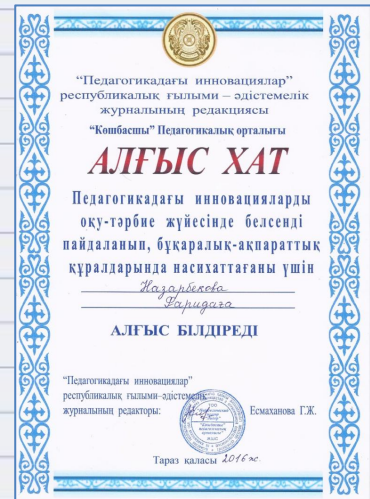 “Педагогикадағы инновациялар”
республикалық ғылыми – әдістемелік
журналының редакциясы
“Көшбасшы” Педагогикалық орталығы
АЛҒЫС ХАТ
Педагогикадағы инновацияларды
оқу-тәрбие жүйесінде белсенді
пайдаланып, бұқаралық-ақпараттық
құралдарында насихаттағаны үшін
Назарбекова
Фаридаға
АЛҒЫС БІЛДІРЕДІ
“Педагогикадағы инновациялар”
республикалық ғылыми–әдістемелік
журналының редакторы: Есмаханова Г.Ж.
Тараз қаласы 2016ж.